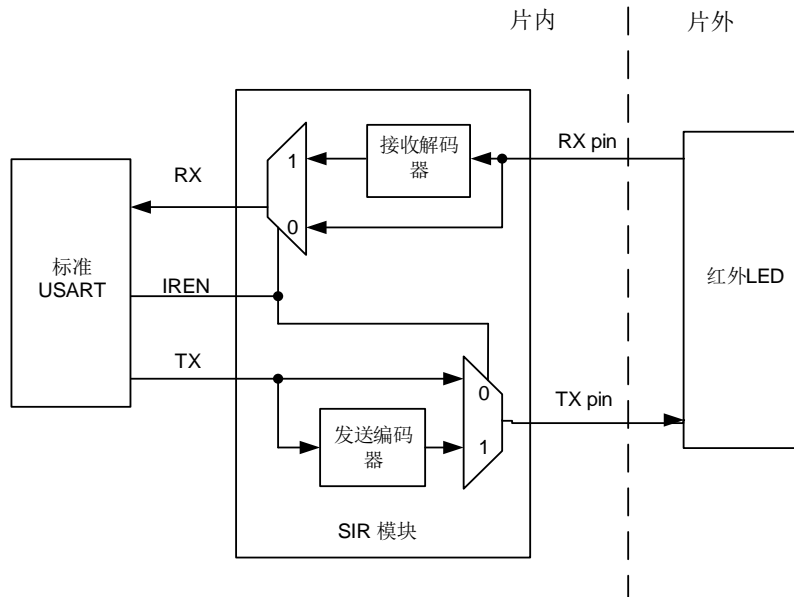 片内
片外
接收解码
器
RX pin
1
RX
0
标准
USART
IREN
红外LED
TX
0
TX pin
发送编码
器
1
SIR 模块